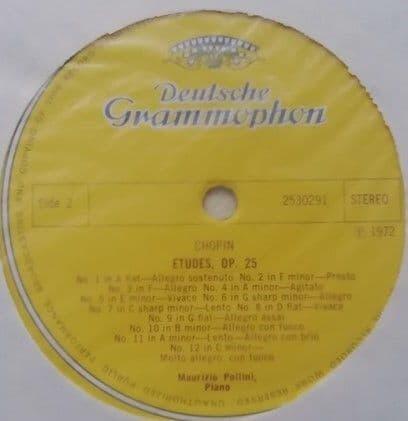 Deutsche
Grammophon
Side 2
2530291
STEREO
℗ 1972
CHOPIN
ETUDES, OP. 25
No. 1 in A flat—Allegro sostenuto No. 2 in F minor—Presto
No. 3 in F—Allegro No. 4 in A minor—Agitato
No. 5 in E minor—Vivace No. 6 in G sharp minor—Allegro
No. 7 in C sharp minor—Lento No. 8 in D flat—Vivace
No. 9 in G flat—Allegro assai
No. 10 in B minor—Allegro con fuoco
No. 11 in A minor—Lento—Allegro con brio
No. 12 in C minor—
Molto allegro, con fuoco
Maurizio Pollini,
Piano
UNAUTHORIZED PUBLIC PERFORMANCE